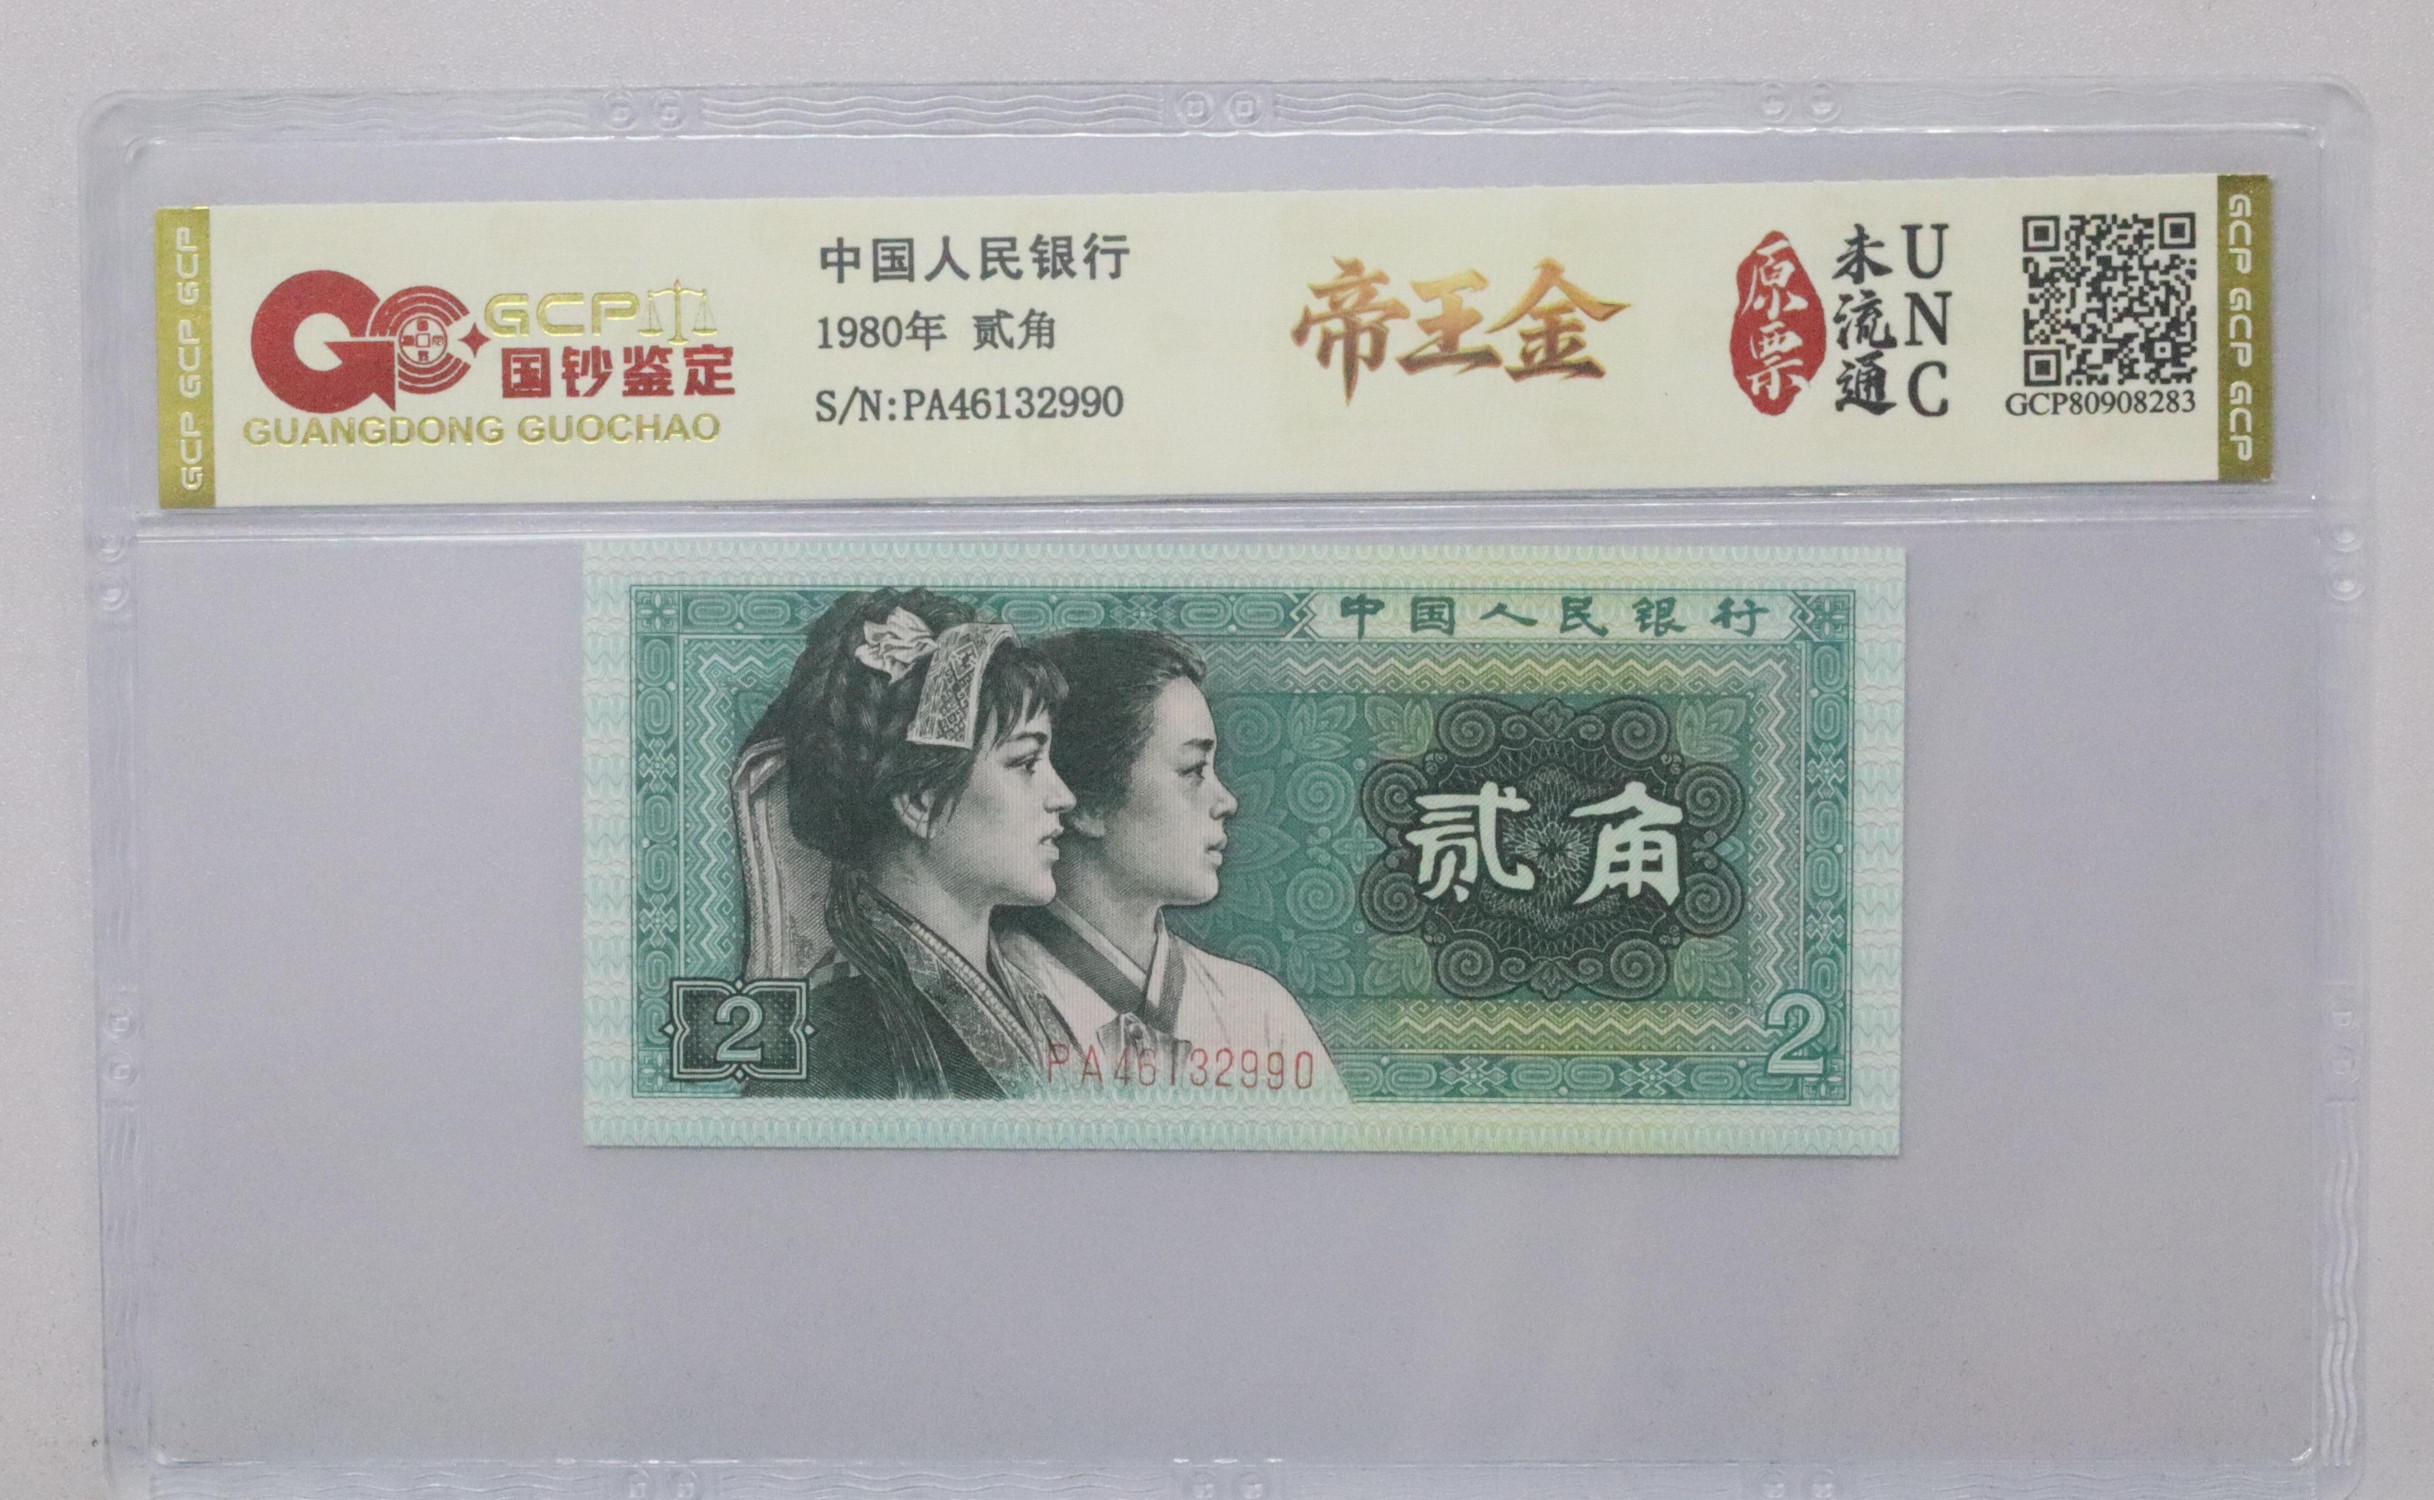 GCP GCP GCP
GCP
国钞鉴定
GUANGDONG GUOCHAO
中国人民银行
1980年 贰角
S/N:PA46132990
帝王金
原票
未流通
UNC
GCP80908283
GCP GCP GCP
中国人民银行
贰角
2
PA46132990
2